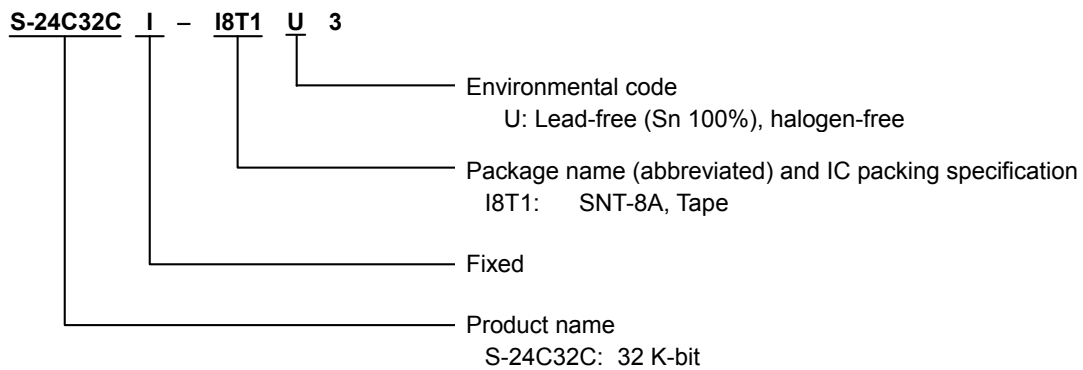 S-24C32C I – I8T1 U 3
Environmental code
U: Lead-free (Sn 100%), halogen-free
Package name (abbreviated) and IC packing specification
I8T1: SNT-8A, Tape
Fixed
Product name
S-24C32C: 32 K-bit